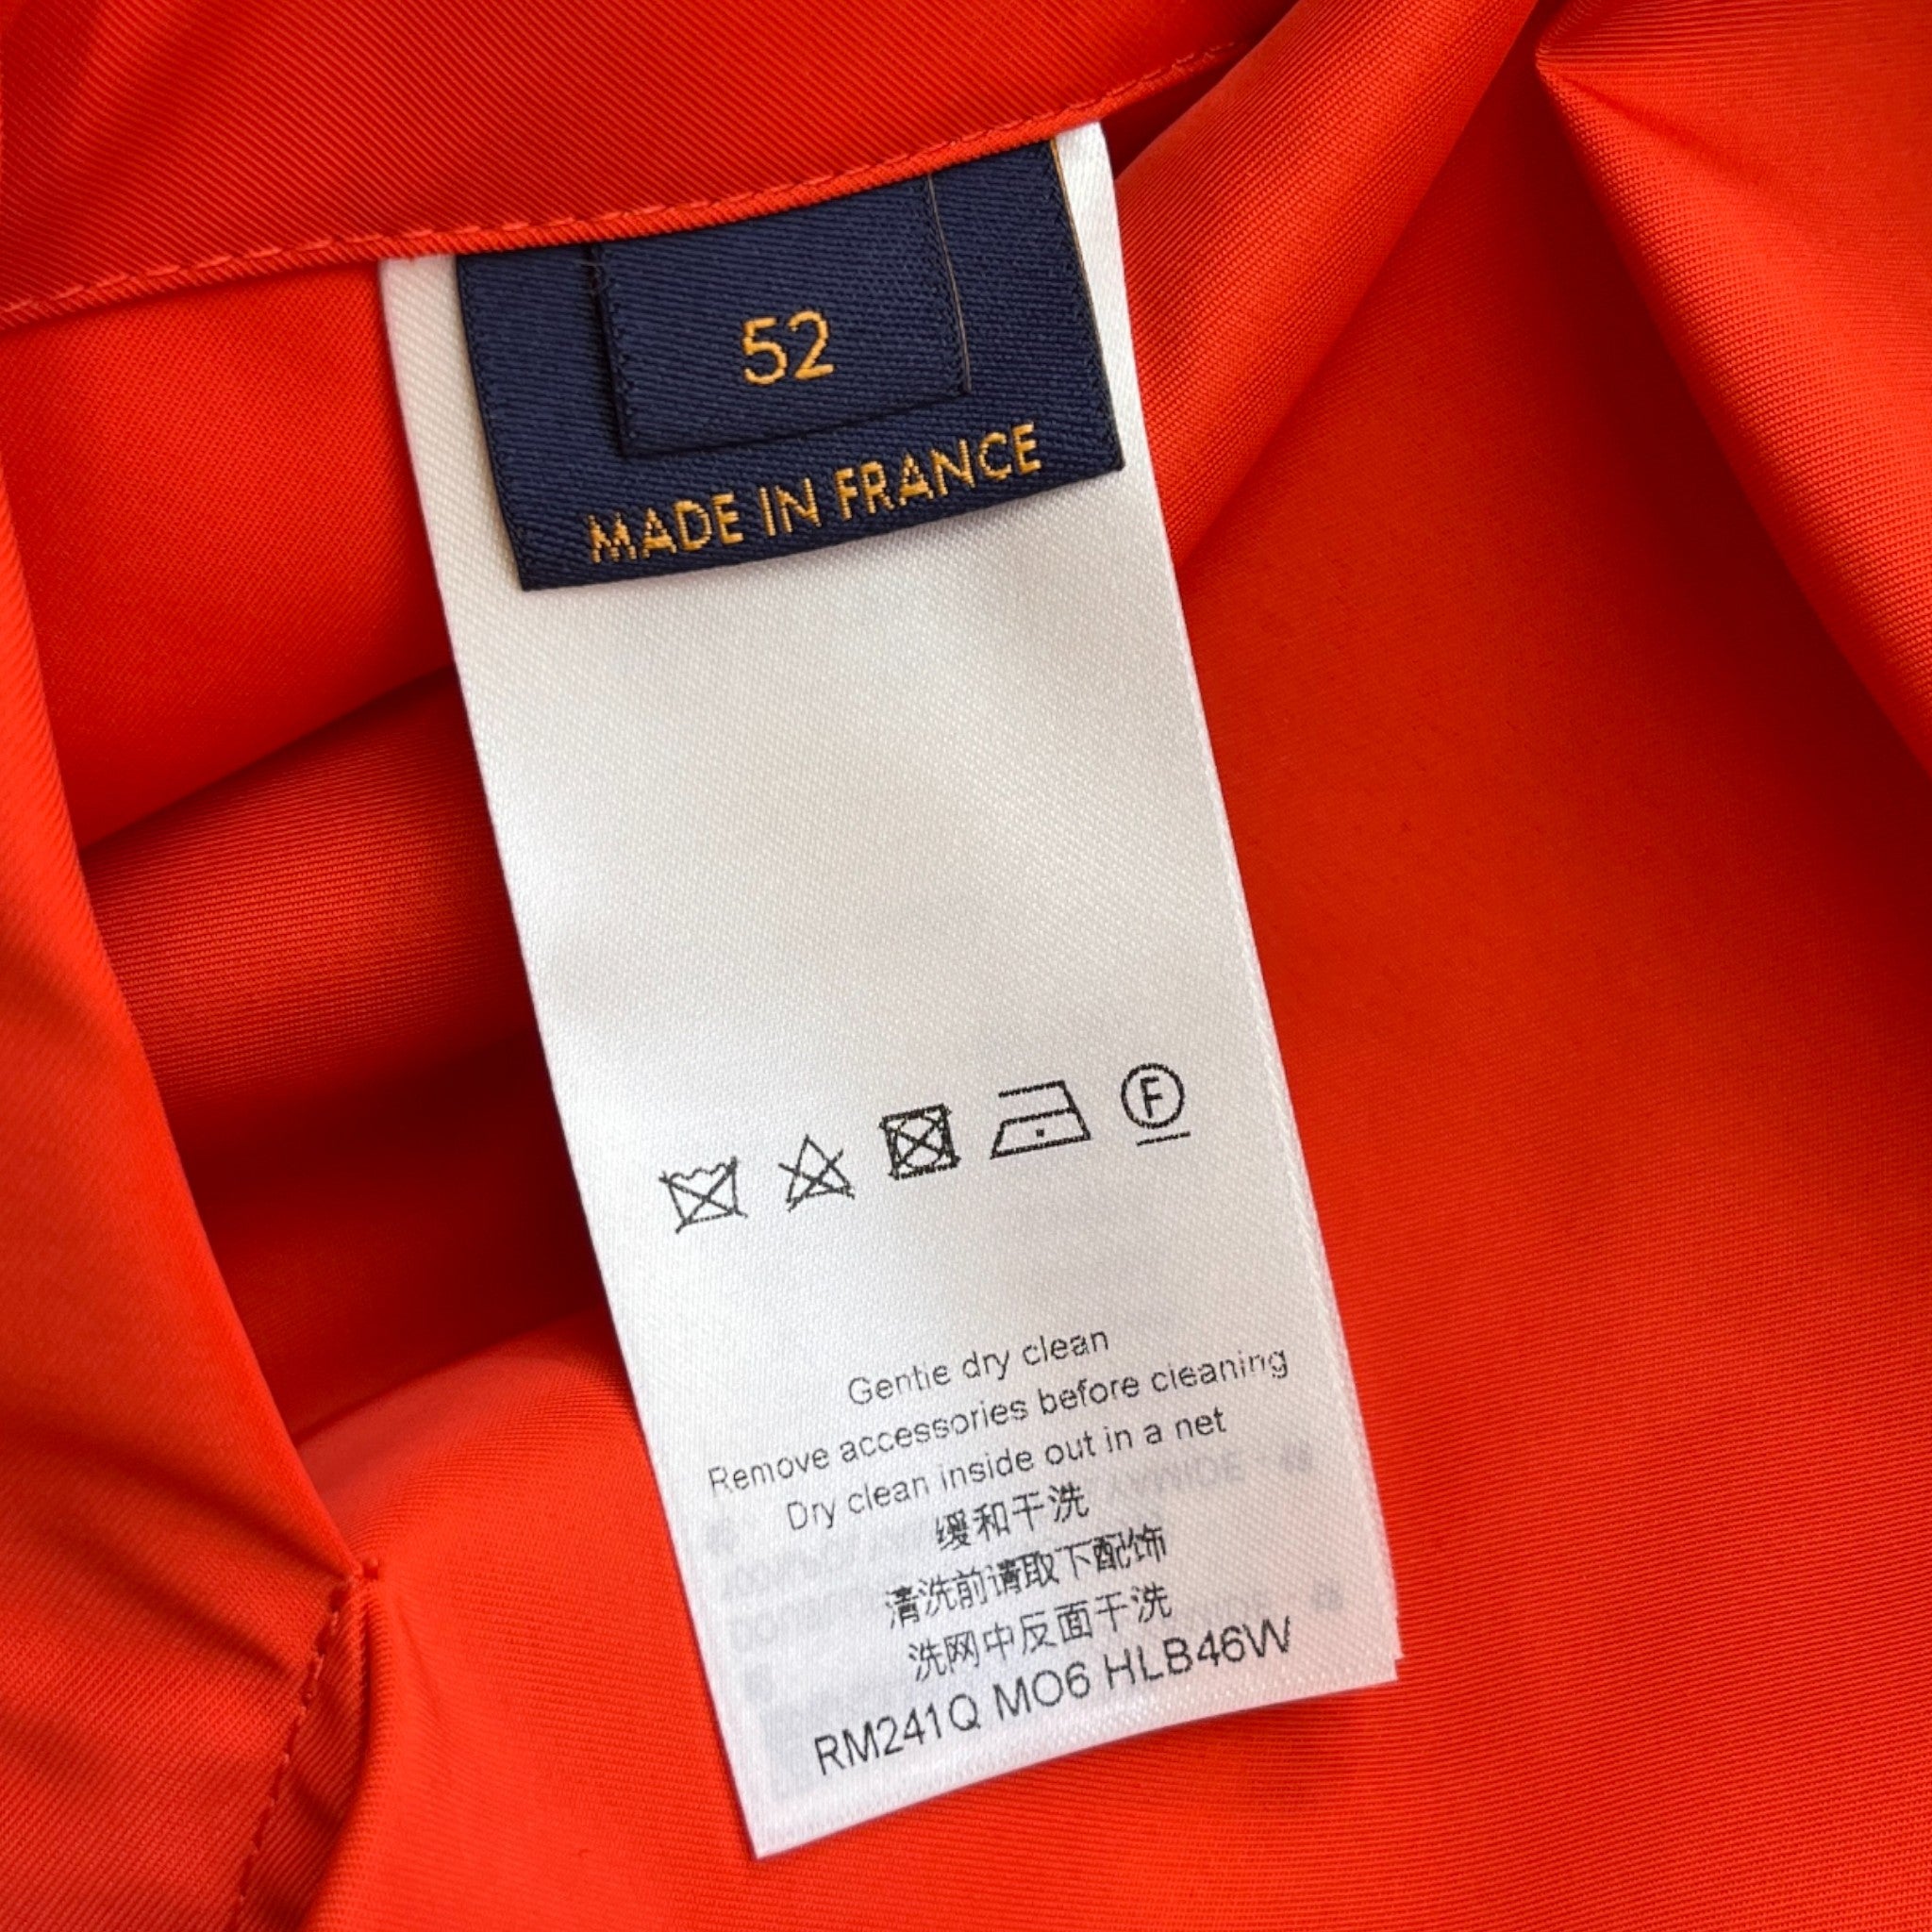 52
MADE IN FRANCE
F
Gentle dry clean
Remove accessories before cleaning
Dry clean inside out in a net
缓和干洗
清洗前请取下配饰
洗网中反面干洗
RM241Q MO6 HLB46W